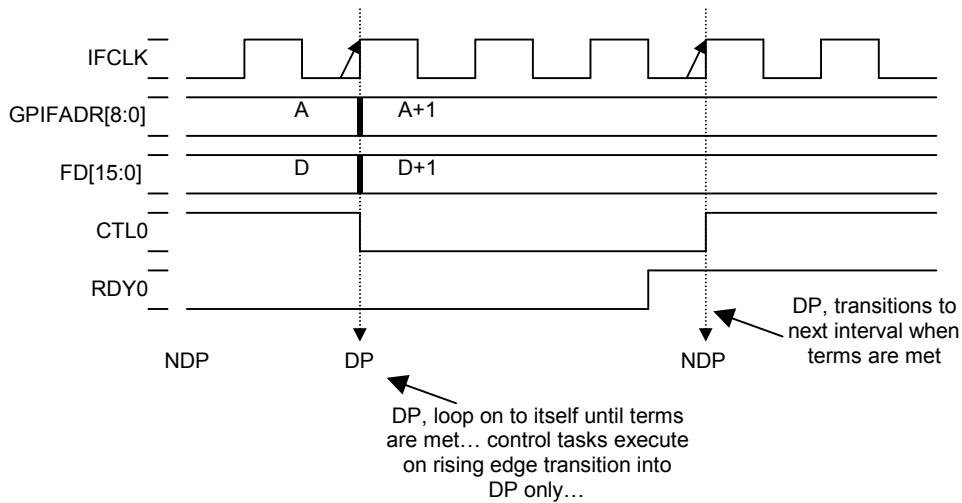 IFCLK
GPIFADR[8:0]
A A+1
FD[15:0]
D D+1
CTL0
RDY0
NDP DP NDP
DP, transitions to
next interval when
terms are met
DP, loop on to itself until terms
are met… control tasks execute
on rising edge transition into
DP only…